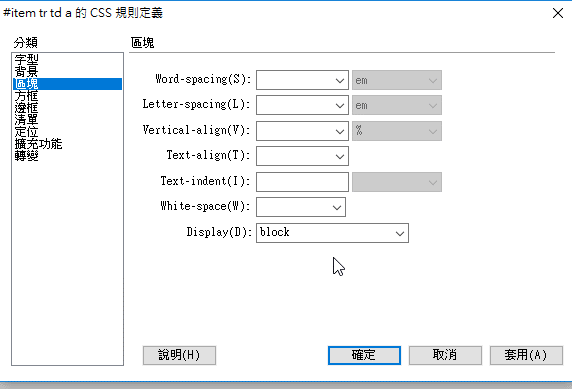 #item tr td a 的 CSS 規則定義
分類
字型
背景
區塊
方框
邊框
清單
定位
擴充功能
轉變
區塊
Word-spacing(S):
em
Letter-spacing(L):
em
Vertical-align(V):
%
Text-align(T):
Text-indent(I):
White-space(W):
Display(D):
block
說明(H)
確定
取消
套用(A)